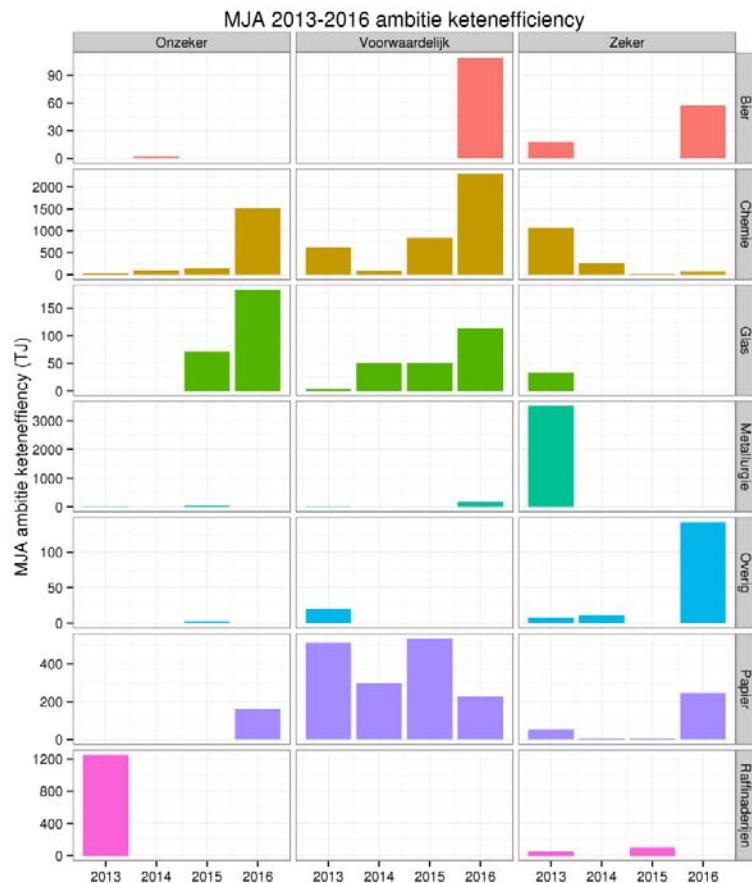 MJA 2013-2016 ambitie ketenefficiency
Onzeker Voorwaardelijk Zeker
MJA ambitie keteneffiency (TJ)
90
60
30
0
Bier
2000
1500
1000
500
0
Chemie
150
100
50
0
Glas
3000
2000
1000
0
Metallurgie
100
50
0
Overig
400
200
0
Papier
1200
800
400
0
Raffinaderijen
2013 2014 2015 2016 2013 2014 2015 2016 2013 2014 2015 2016